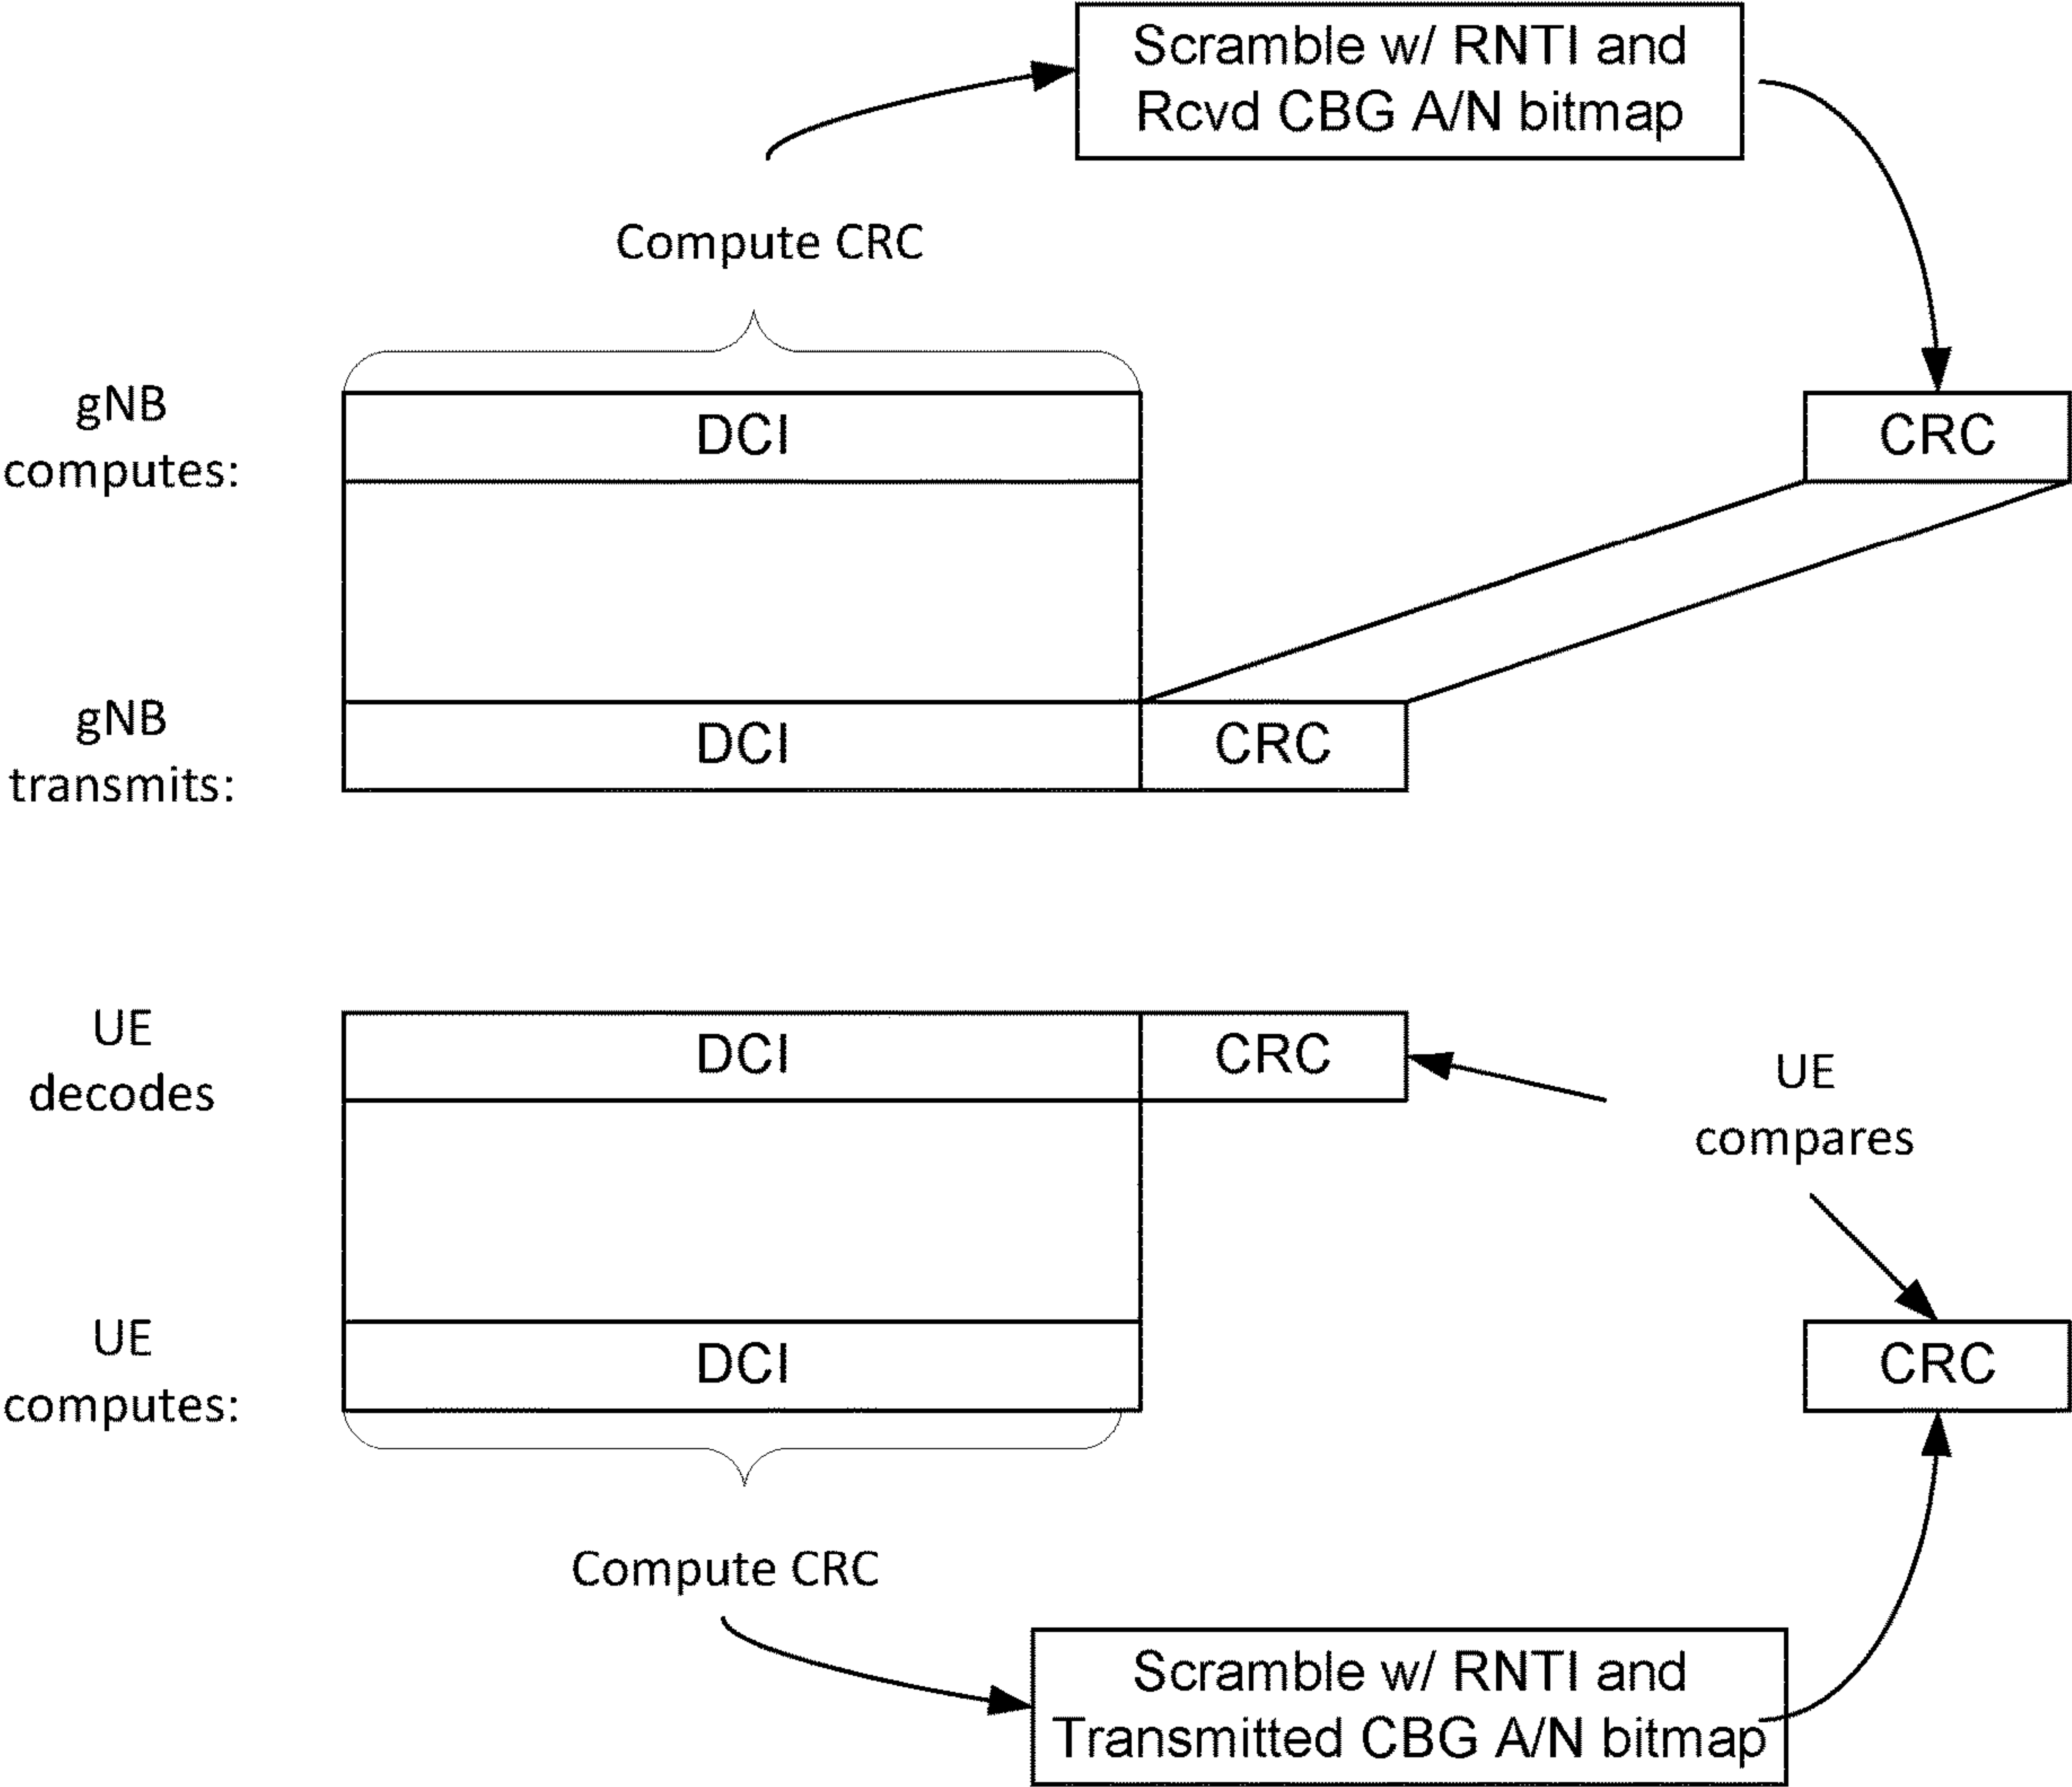 Scramble w/ RNTI and
Rcvd CBG A/N bitmap
Compute CRC
gNB
computes:
DCI
CRC
gNB
transmits:
DCI
CRC
UE
decodes
DCI
CRC
UE
compares
UE
computes:
DCI
CRC
Compute CRC
Scramble w/ RNTI and
Transmitted CBG A/N bitmap